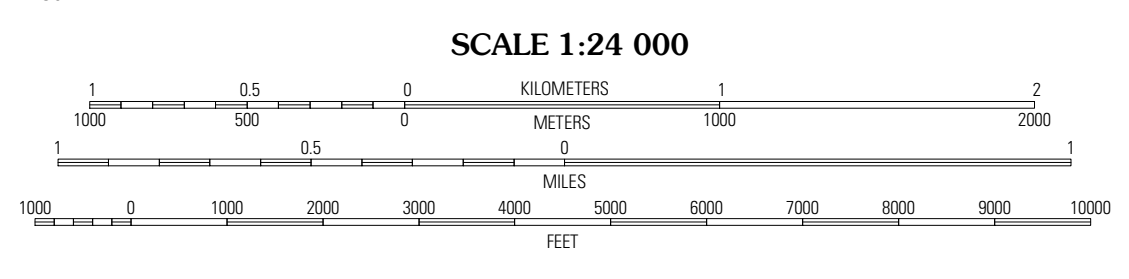 SCALE 1:24 000
1 0.5 0 KILOMETERS 1 2
1000 500 0 METERS 1000 2000
1 0.5 0 1
MILES
1000 0 1000 2000 3000 4000 5000 6000 7000 8000 9000 10000
FEET